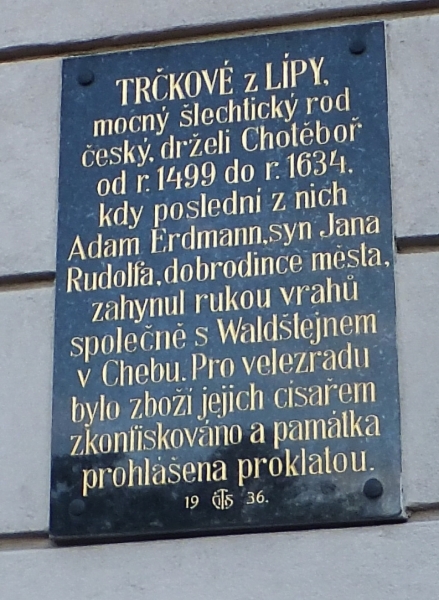 TRČKOVÉ z LÍPY,
mocný šlechtický rod
český, drželi Chotěboř
od r. 1499 do r. 1634,
kdy poslední z nich
Adam Erdmann, syn Jana
Rudolfa, dobrodince města,
zahynul rukou vrahů
společně s Waldštejnem
v Chebu. Pro velezradu
bylo zboží jejich císařem
zkonfiskováno a památka
prohlášena proklatou.
19 36.